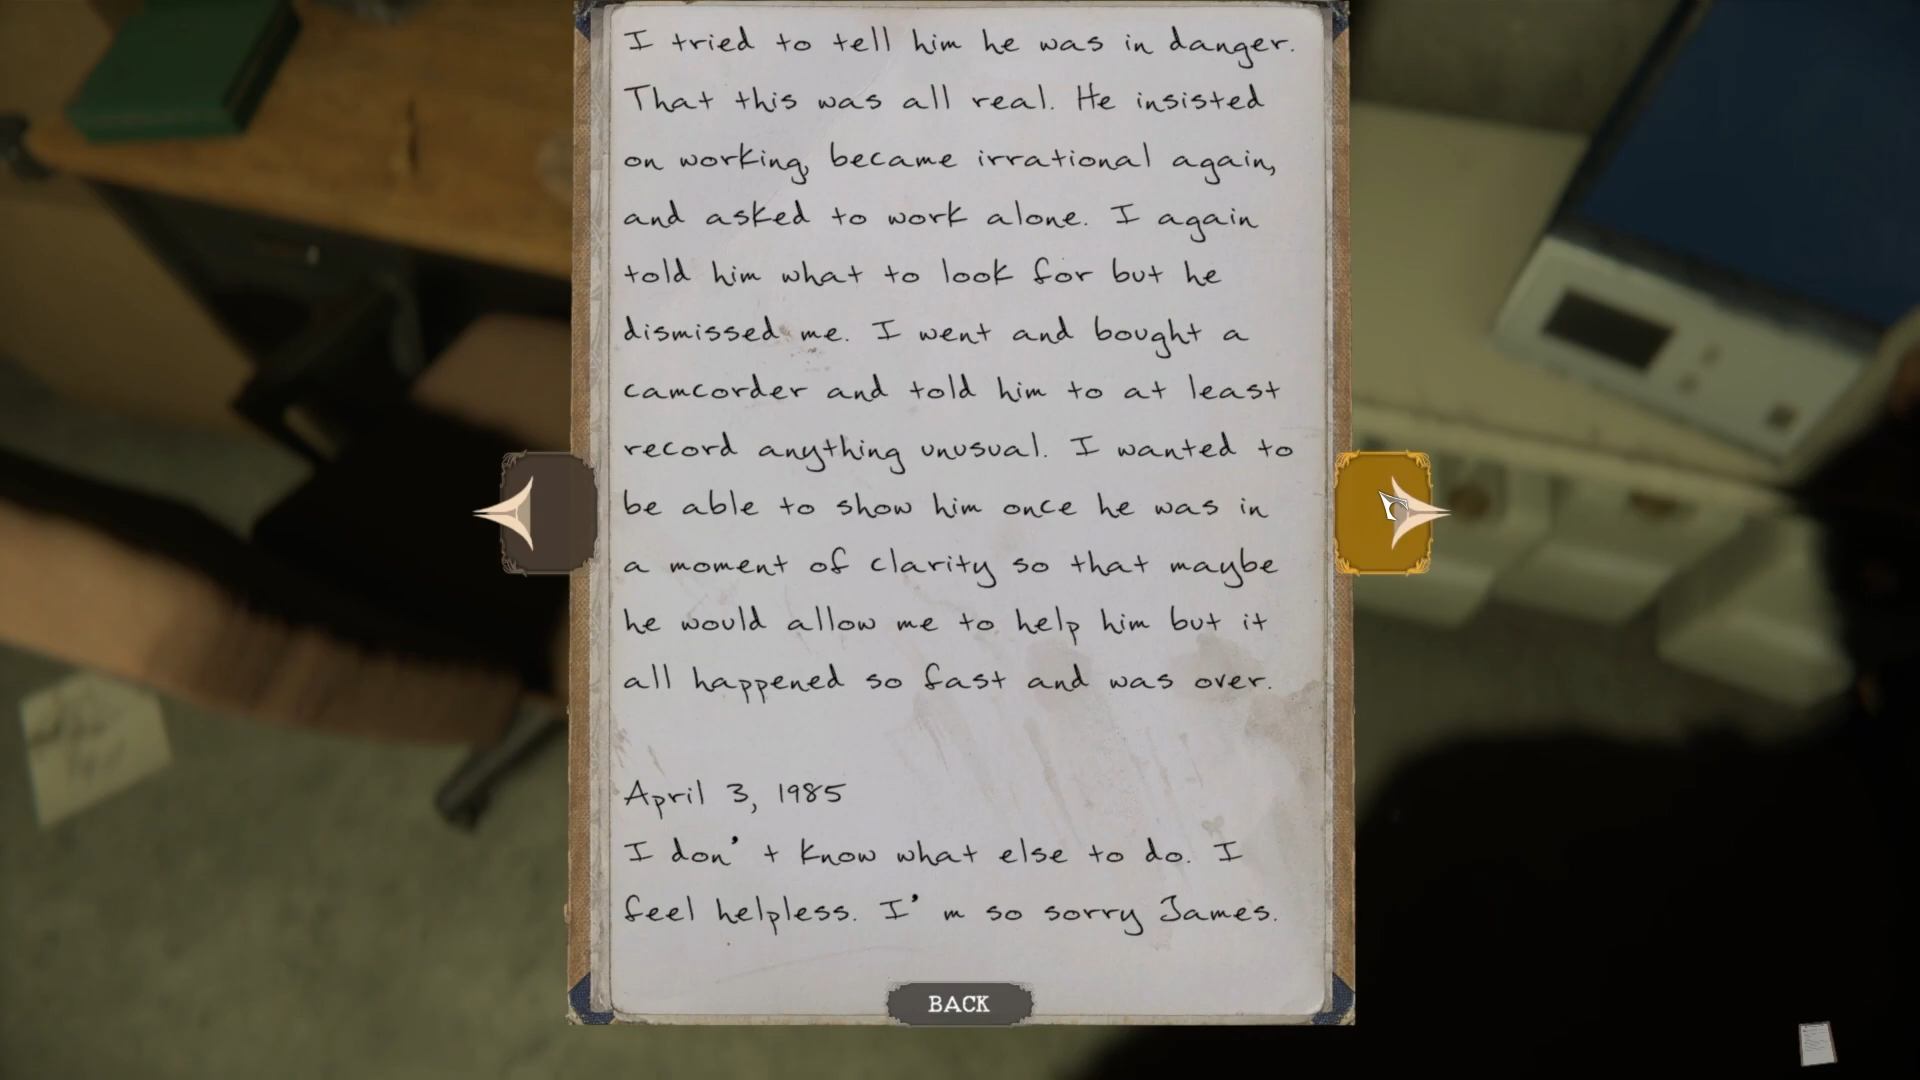 I tried to tell him he was in danger.
That this was all real. He insisted
on working, became irrational again,
and asked to work alone. I again
told him what to look for but he
dismissed me. I went and bought a
camcorder and told him to at least
record anything unusual. I wanted to
be able to show him once he was in
a moment of clarity so that maybe
he would allow me to help him but it
all happened so fast and was over.
April 3, 1985
I don' t know what else to do. I
feel helpless. I' m so sorry James.
BACK